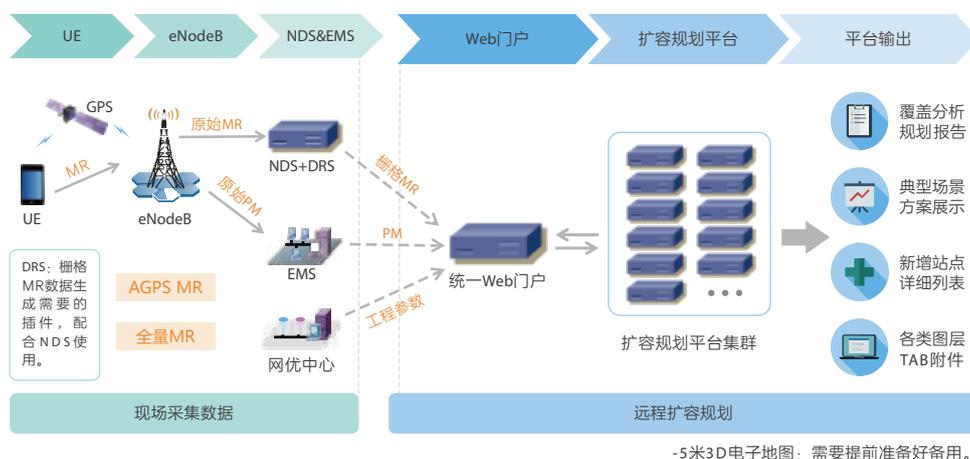 UE
eNodeB
NDS&EMS
Web门户
扩容规划平台
平台输出
GPS
原始MR
MR
UE
eNodeB
原始PM
NDS+DRS
栅格MR
EMS
PM
统一Web门户
工程参数
网优中心
DRS：栅格
MR数据生
成需要的
插件，配
合NDS使
用。
AGPS MR
全量MR
扩容规划平台集群
覆盖分析
规划报告
典型场景
方案展示
新增站点
详细列表
各类图层
TAB附件
现场采集数据
远程扩容规划
-5米3D电子地图：需要提前准备好备用。